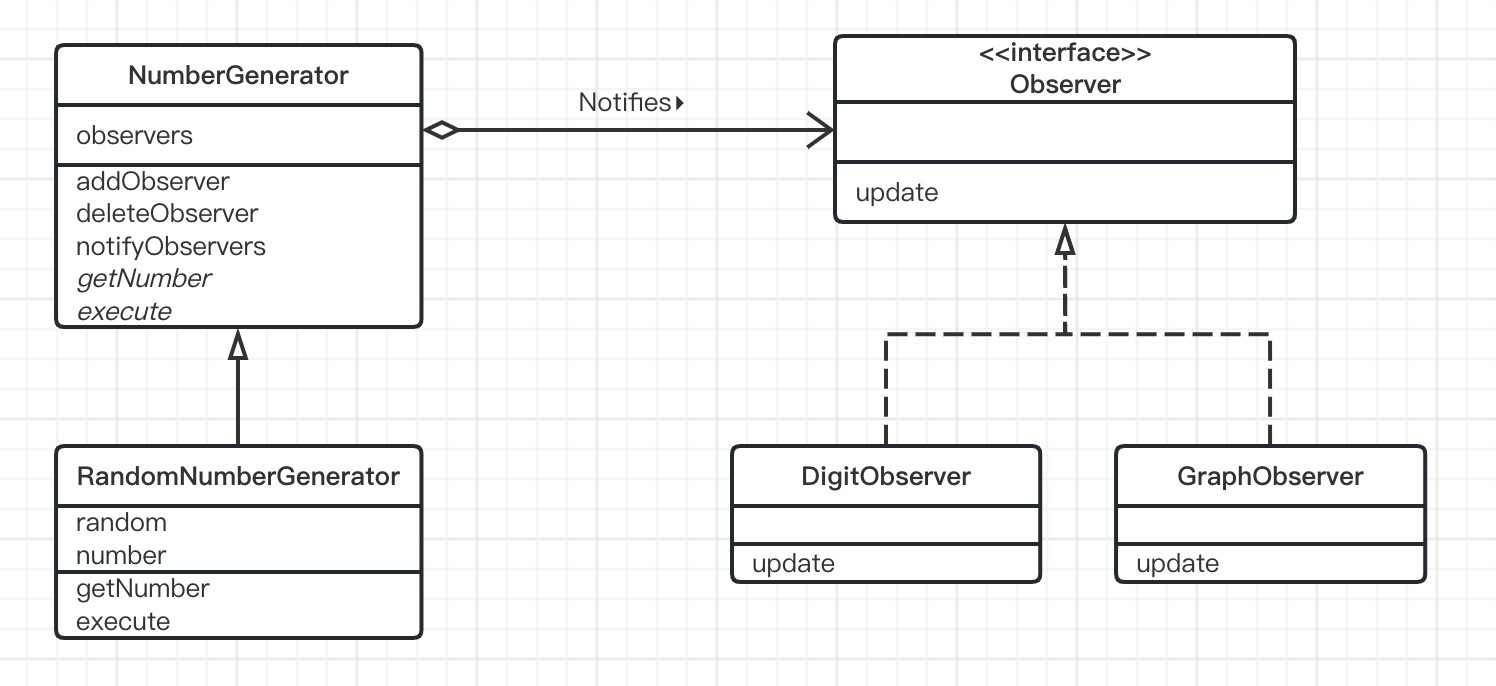 NumberGenerator
observers
addObserver
deleteObserver
notifyObservers
getNumber
execute
Notifies
<<interface>>
Observer
update
RandomNumberGenerator
random
number
getNumber
execute
DigitObserver
update
GraphObserver
update